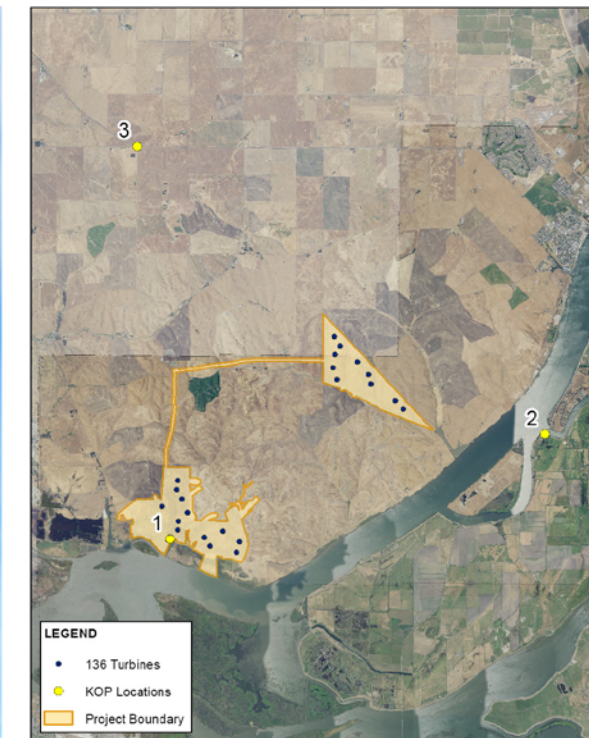 3
2
1
LEGEND
136 Turbines
KOP Locations
Project Boundary